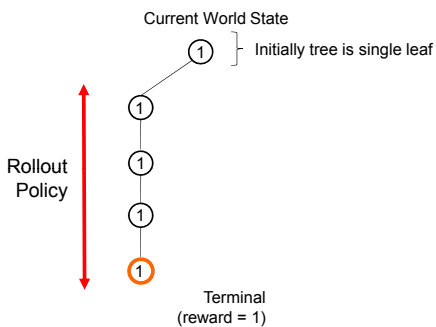 Current World State
1
Initially tree is single leaf
1
Rollout
Policy
1
1
1
Terminal
(reward = 1)